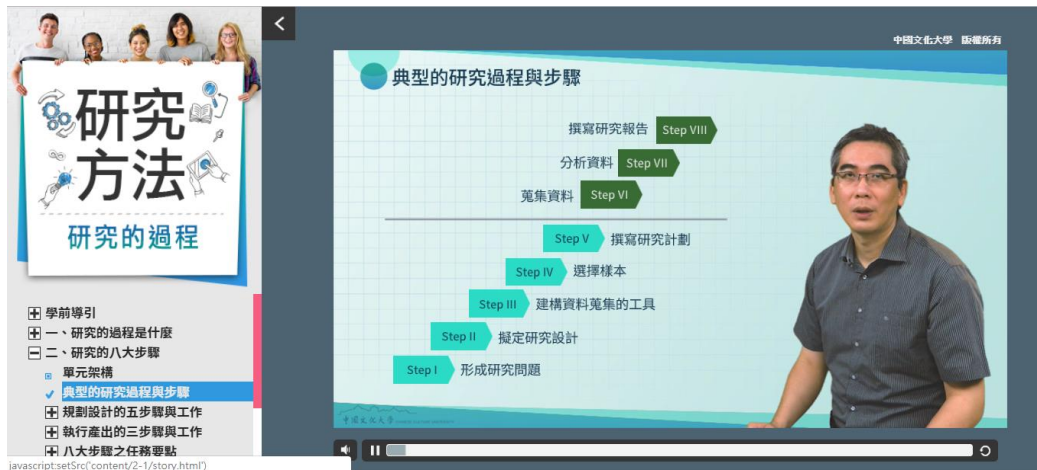 研究
方法
研究的過程
學前導引
一、研究的過程是什麼
二、研究的八大步驟
單元架構
典型的研究過程與步驟
規劃設計的五步驟與工作
執行產出的三步驟與工作
八大步驟之任務要點
javascript:setSrc('content/2-1/story.html')
中國文化大學 版權所有
典型的研究過程與步驟
撰寫研究報告 Step VIII
分析資料 Step VII
蒐集資料 Step VI
Step V 撰寫研究計劃
Step IV 選擇樣本
Step III 建構資料蒐集的工具
Step II 擬定研究設計
Step I 形成研究問題
中國文化大學